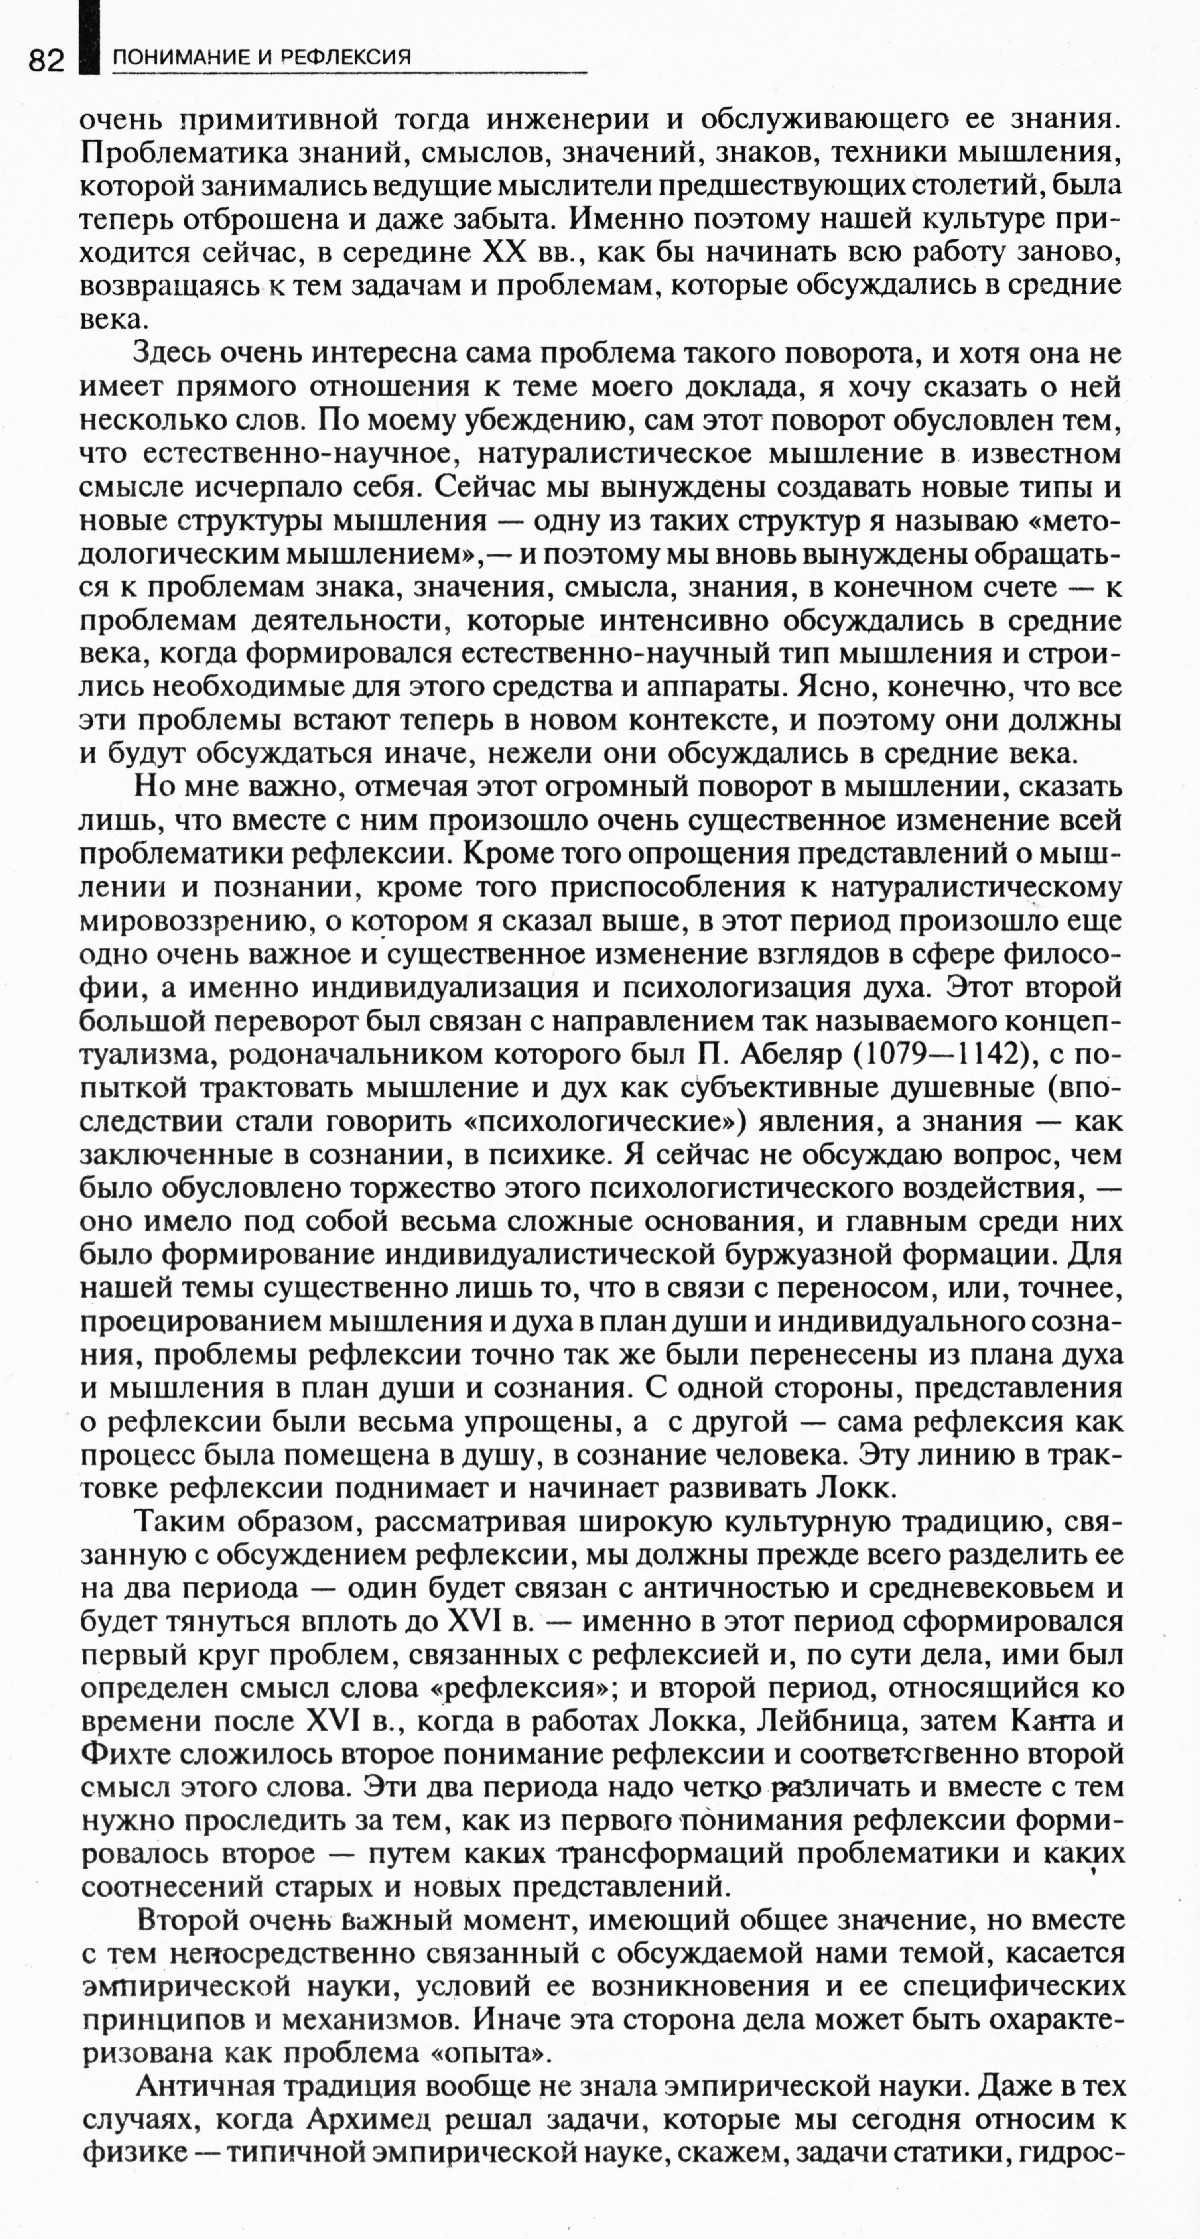 82 ПОНИМАНИЕ И РЕФЛЕКСИЯ
очень примитивной тогда инженерии и обслуживающего ее знания.
Проблематика знаний, смыслов, значений, знаков, техники мышления,
которой занимались ведущие мыслители предшествующих столетий, была
теперь отброшена и даже забыта. Именно поэтому нашей культуре при-
ходится сейчас, в середине XX вв., как бы начинать всю работу заново,
возвращаясь к тем задачам и проблемам, которые обсуждались в средние
века.
Здесь очень интересна сама проблема такого поворота, и хотя она не
имеет прямого отношения к теме моего доклада, я хочу сказать о ней
несколько слов. По моему убеждению, сам этот поворот обусловлен тем,
что естественно-научное, натуралистическое мышление в известном
смысле исчерпало себя. Сейчас мы вынуждены создавать новые типы и
новые структуры мышления — одну из таких структур я называю «мето-
дологическим мышлением»,— и поэтому мы вновь вынуждены обращать-
ся к проблемам знака, значения, смысла, знания, в конечном счете — к
проблемам деятельности, которые интенсивно обсуждались в средние
века, когда формировался естественно-научный тип мышления и строи-
лись необходимые для этого средства и аппараты. Ясно, конечно, что все
эти проблемы встают теперь в новом контексте, и поэтому они должны
и будут обсуждаться иначе, нежели они обсуждались в средние века.
Но мне важно, отмечая этот огромный поворот в мышлении, сказать
лишь, что вместе с ним произошло очень существенное изменение всей
проблематики рефлексии. Кроме того опрощения представлений о мыш-
лении и познании, кроме того приспособления к натуралистическому
мировоззрению, о котором я сказал выше, в этот период произошло еще
одно очень важное и существенное изменение взглядов в сфере филосо-
фии, а именно индивидуализация и психологизация духа. Этот второй
большой переворот был связан с направлением так называемого концеп-
туализма, родоначальником которого был П. Абеляр (1079—1142), с по-
пыткой трактовать мышление и дух как субъективные душевные (впо-
следствии стали говорить «психологические») явления, а знания — как
заключенные в сознании, в психике. Я сейчас не обсуждаю вопрос, чем
было обусловлено торжество этого психологистического воздействия, —
оно имело под собой весьма сложные основания, и главным среди них
было формирование индивидуалистической буржуазной формации. Для
нашей темы существенно лишь то, что в связи с переносом, или, точнее,
проецированием мышления и духа в план души и индивидуального созна-
ния, проблемы рефлексии точно так же были перенесены из плана духа
и мышления в план души и сознания. С одной стороны, представления
о рефлексии были весьма упрощены, а с другой — сама рефлексия как
процесс была помещена в душу, в сознание человека. Эту линию в трак-
товке рефлексии поднимает и начинает развивать Локк.
Таким образом, рассматривая широкую культурную традицию, свя-
занную с обсуждением рефлексии, мы должны прежде всего разделить ее
на два периода — один будет связан с античностью и средневековьем и
будет тянуться вплоть до XVI в. — именно в этот период сформировался
первый круг проблем, связанных с рефлексией и, по сути дела, ими был
определен смысл слова «рефлексия»; и второй период, относящийся ко
времени после XVI в., когда в работах Локка, Лейбница, затем Канта и
Фихте сложилось второе понимание рефлексии и соответственно второй
смысл этого слова. Эти два периода надо четко различать и вместе с тем
нужно проследить за тем, как из первого понимания рефлексии форми-
ровалось второе — путем каких трансформаций проблематики и каких
соотнесений старых и новых представлений.
Второй очень важный момент, имеющий общее значение, но вместе
с тем непосредственно связанный с обсуждаемой нами темой, касается
эмпирической науки, условий ее возникновения и ее специфических
принципов и механизмов. Иначе эта сторона дела может быть охаракте-
ризована как проблема «опыта».
Античная традиция вообще не знала эмпирической науки. Даже в тех
случаях, когда Архимед решал задачи, которые мы сегодня относим к
физике — типичной эмпирической науке, скажем, задачи статики, гидрос-